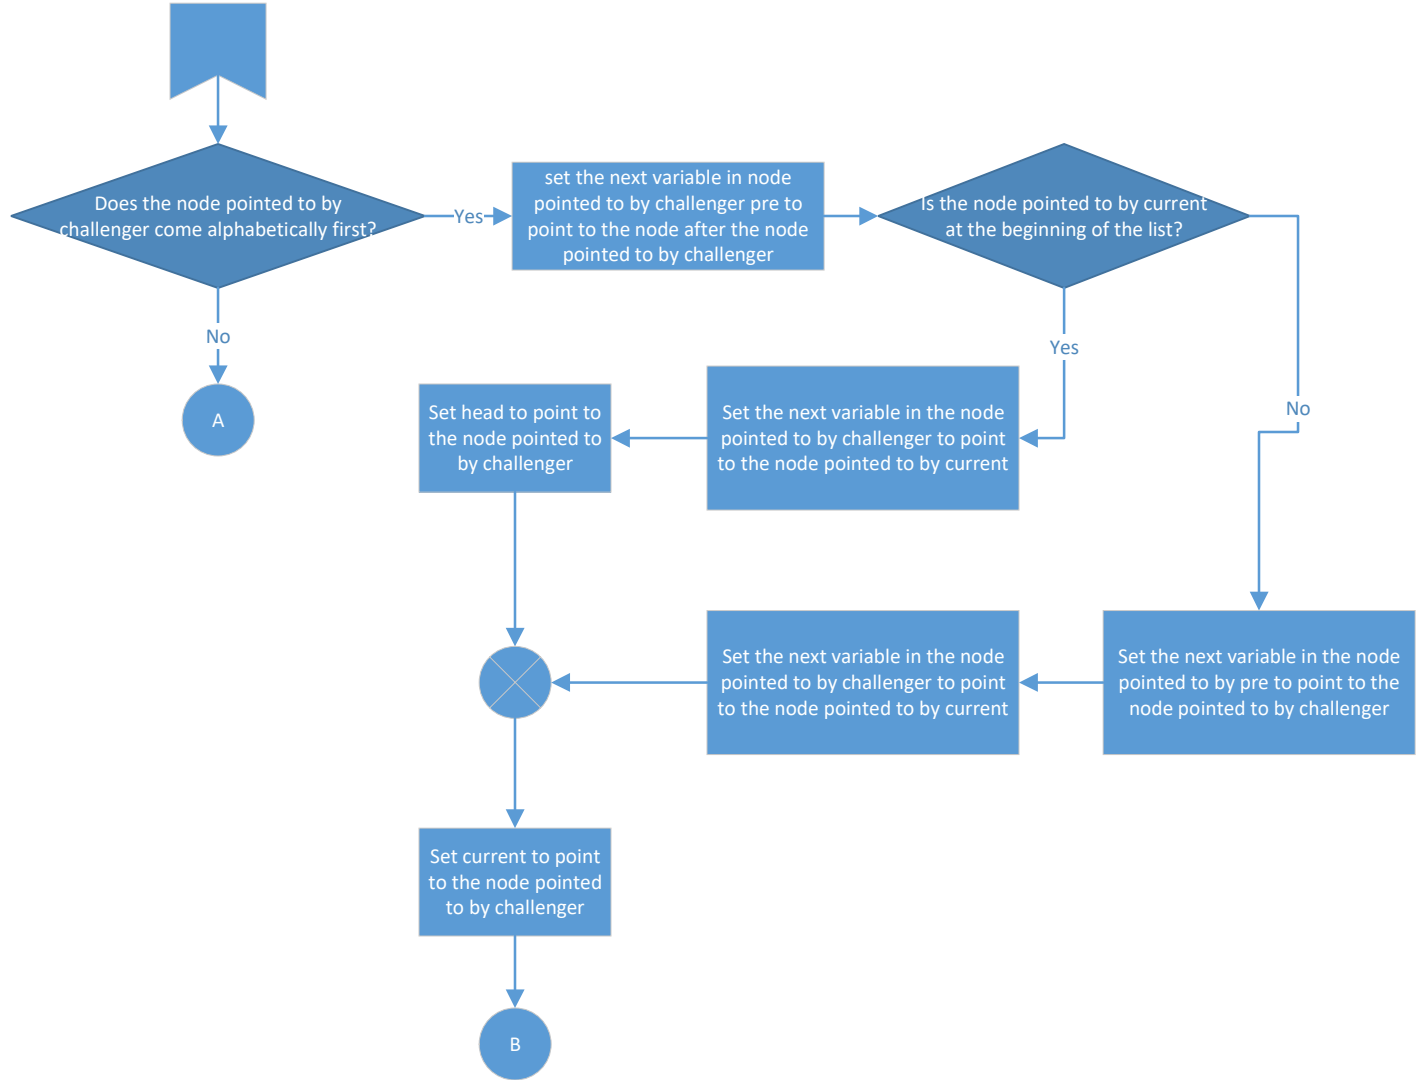 Does the node pointed to by
challenger come alphabetically first?
Yes
set the next variable in node
pointed to by challenger pre to
point to the node after the node
pointed to by challenger
Is the node pointed to by current
at the beginning of the list?
No
A
Yes
No
Set head to point to
the node pointed to
by challenger
Set the next variable in the node
pointed to by challenger to point
to the node pointed to by current
Set the next variable in the node
pointed to by challenger to point
to the node pointed to by current
Set the next variable in the node
pointed to by pre to point to the
node pointed to by challenger
Set current to point
to the node pointed
to by challenger
B